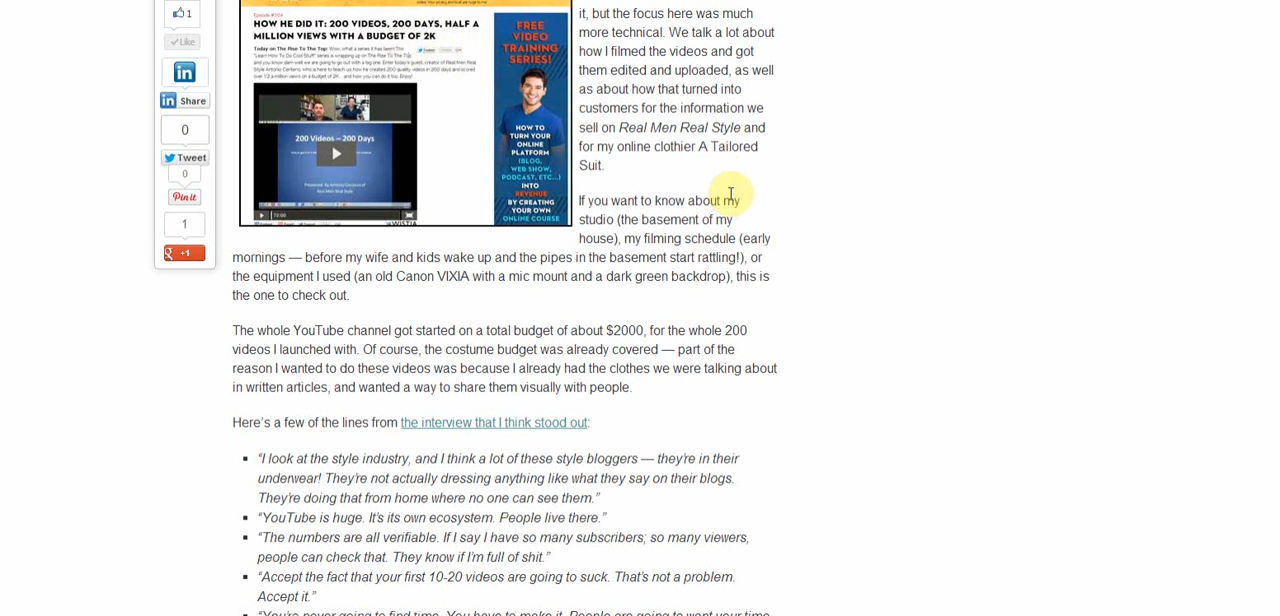 1
Like
in
in Share
0
Tweet
0
Pin it
1
g +1
Episode #204
HOW HE DID IT: 200 VIDEOS, 200 DAYS, HALF A
MILLION VIEWS WITH A BUDGET OF 2K
Today on The Rise To The Top:
200 Videos – 200 Days
Real Men Real Style
WISTIA
FREE
VIDEO
TRAINING
SERIES!
HOW TO
TURN YOUR
ONLINE
PLATFORM
(BLOG,
WEB SHOW,
PODCAST, ETC...)
INTO
REVENUE
BY CREATING
YOUR OWN
ONLINE COURSE
it, but the focus here was much
more technical. We talk a lot about
how I filmed the videos and got
them edited and uploaded, as well
as about how that turned into
customers for the information we
sell on Real Men Real Style and
for my online clothier A Tailored
Suit.
If you want to know about my
studio (the basement of my
house), my filming schedule (early
mornings — before my wife and kids wake up and the pipes in the basement start rattling!), or
the equipment I used (an old Canon VIXIA with a mic mount and a dark green backdrop), this is
the one to check out.
The whole YouTube channel got started on a total budget of about $2000, for the whole 200
videos I launched with. Of course, the costume budget was already covered — part of the
reason I wanted to do these videos was because I already had the clothes we were talking about
in written articles, and wanted a way to share them visually with people.
Here's a few of the lines from the interview that I think stood out:
“I look at the style industry, and I think a lot of these style bloggers — they're in their
underwear! They're not actually dressing anything like what they say on their blogs.
They're doing that from home where no one can see them.”
“YouTube is huge. It's its own ecosystem. People live there.”
“The numbers are all verifiable. If I say I have so many subscribers; so many viewers,
people can check that. They know if I'm full of shit.”
“Accept the fact that your first 10-20 videos are going to suck. That's not a problem.
Accept it.”
“You're never going to find time. You have to make it. People are going to want your time